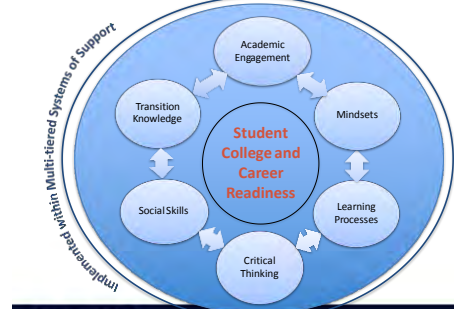 Implemented within Multi-tiered Systems of Support
Academic
Engagement
Transition
Knowledge
Mindsets
Student
College and
Career
Readiness
Social Skills
Learning
Processes
Critical
Thinking